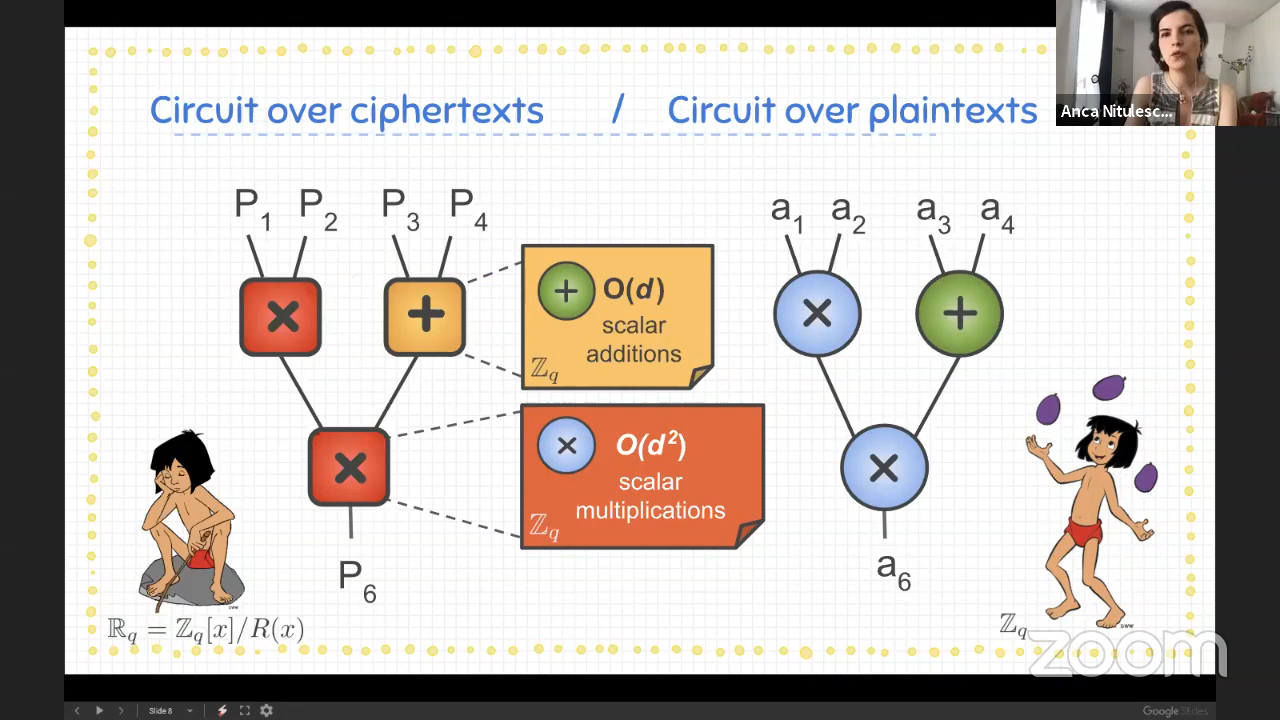 Circuit over ciphertexts / Circuit over plaintexts
Anca Nitulesc...
P1 P2 P3 P4
a1 a2 a3 a4
× +
+ O(d)
scalar
additions
ℤq
× +
×
× O(d²)
scalar
multiplications
ℤq
×
P6
a6
ℝq = ℤq[x]/R(x)
ℤq
zoom
Slide 8
Google Slides